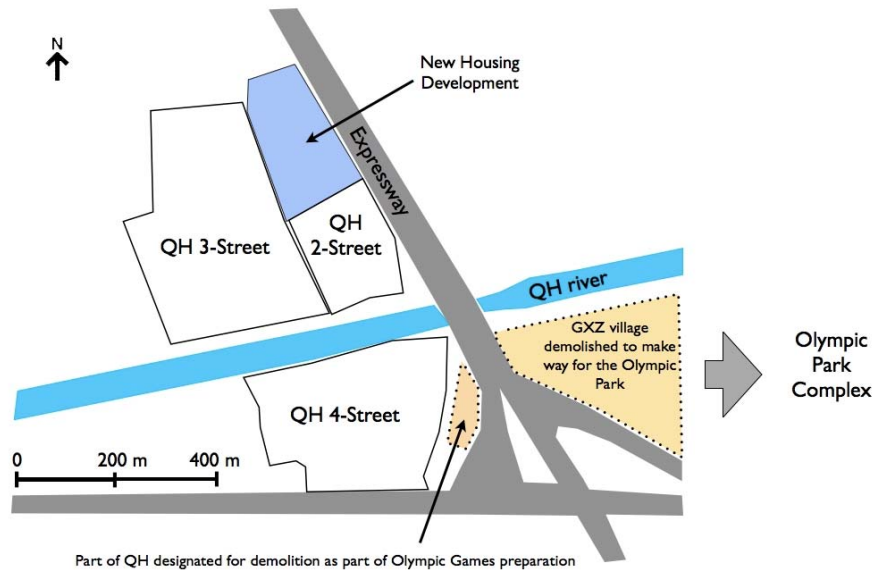 N
New Housing
Development
Expressway
QH
2-Street
QH 3-Street
QH river
GXZ village
demolished to make
way for the Olympic
Park
Olympic
Park
Complex
QH 4-Street
0
200 m
400 m
Part of QH designated for demolition as part of Olympic Games preparation